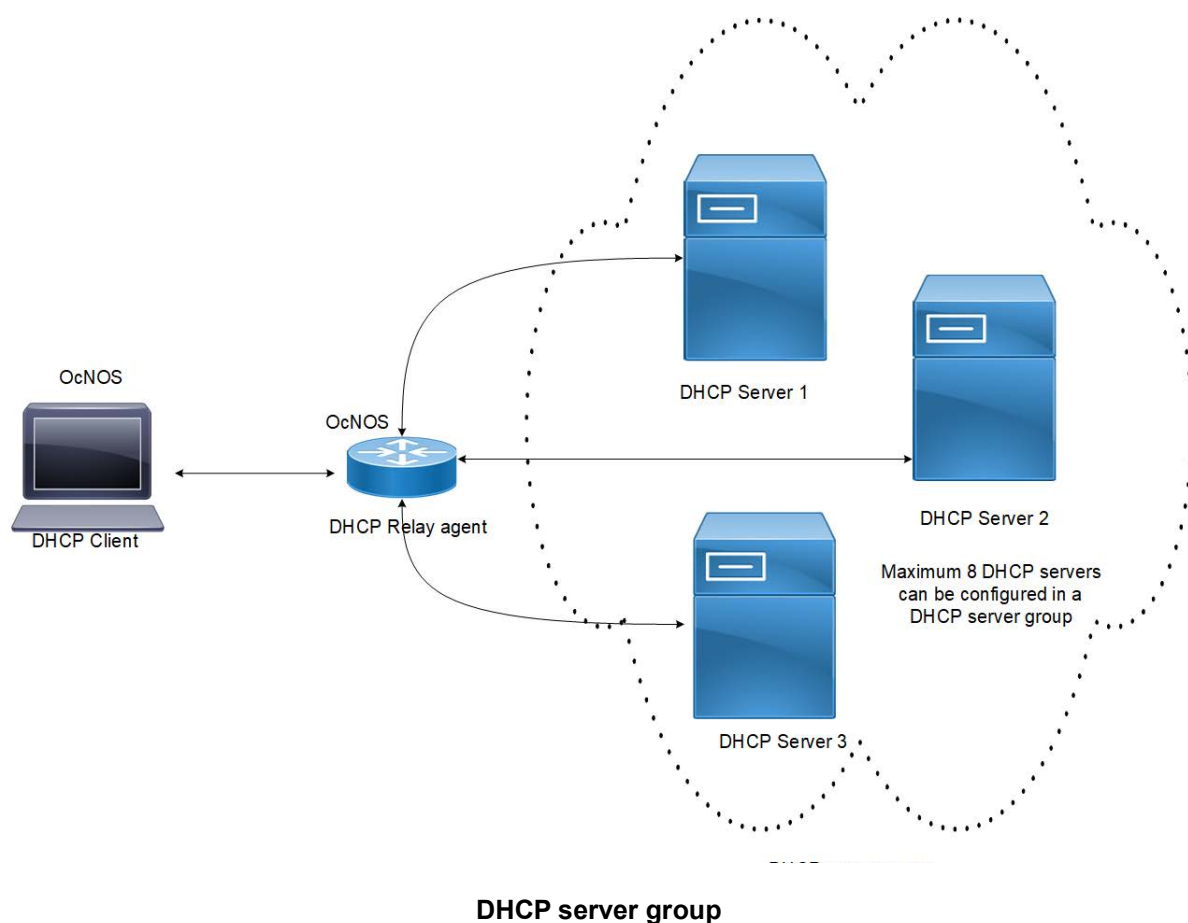 OcNOS
DHCP Client
OcNOS
DHCP Relay agent
DHCP Server 1
DHCP Server 2
Maximum 8 DHCP servers
can be configured in a
DHCP server group
DHCP Server 3
DHCP server group